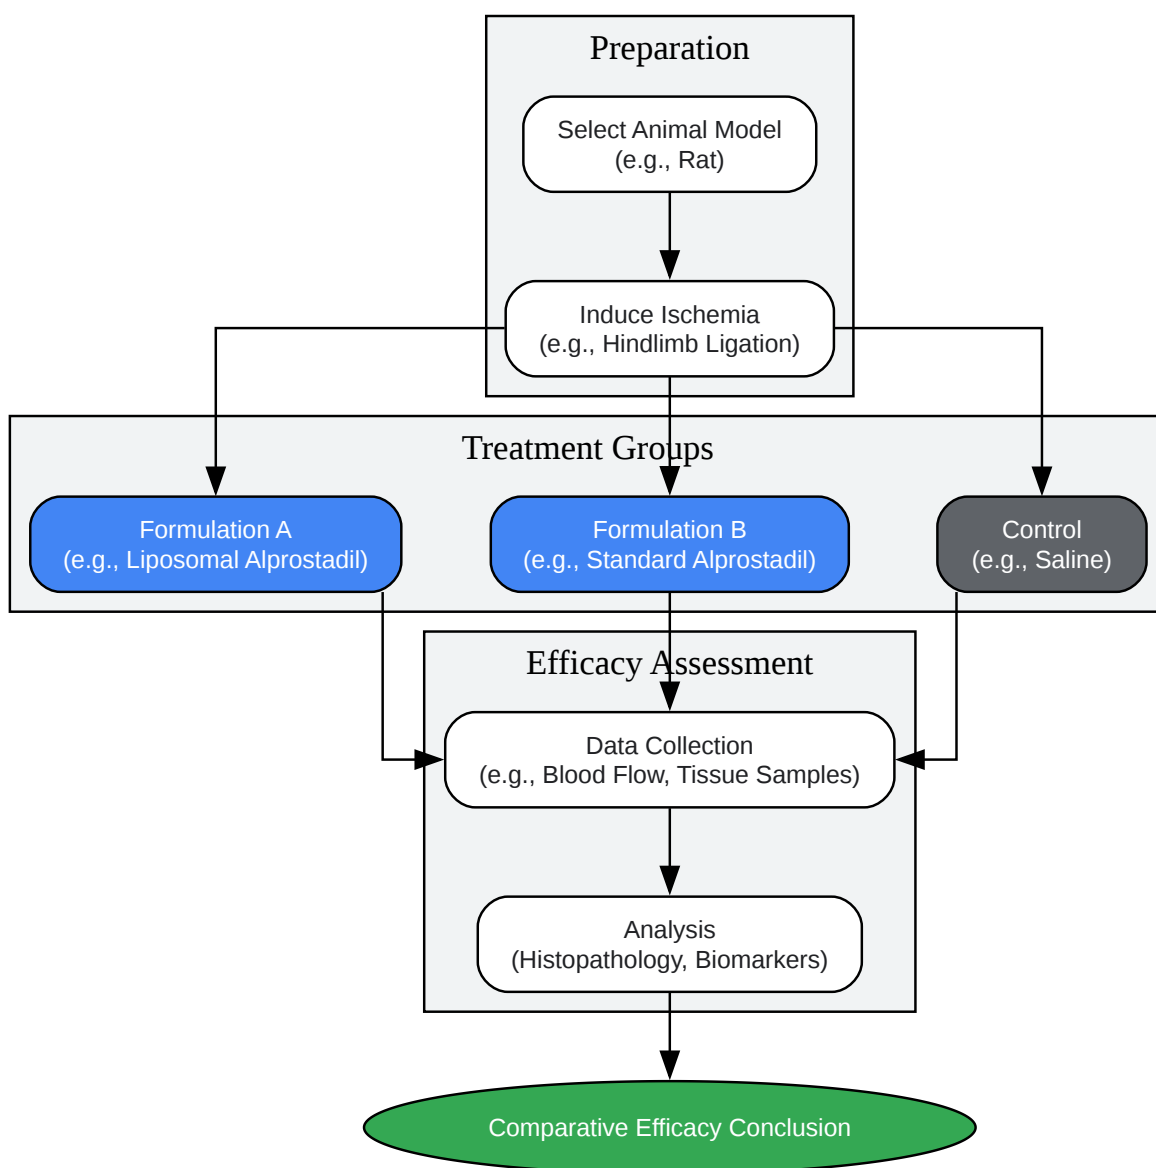 Preparation
Select Animal Model
(e.g., Rat)
Induce Ischemia
(e.g., Hindlimb Ligation)
Treatment Groups
Formulation A
(e.g., Liposomal Alprostadil)
Formulation B
(e.g., Standard Alprostadil)
Control
(e.g., Saline)
Efficacy Assessment
Data Collection
(e.g., Blood Flow, Tissue Samples)
Analysis
(Histopathology, Biomarkers)
Comparative Efficacy Conclusion